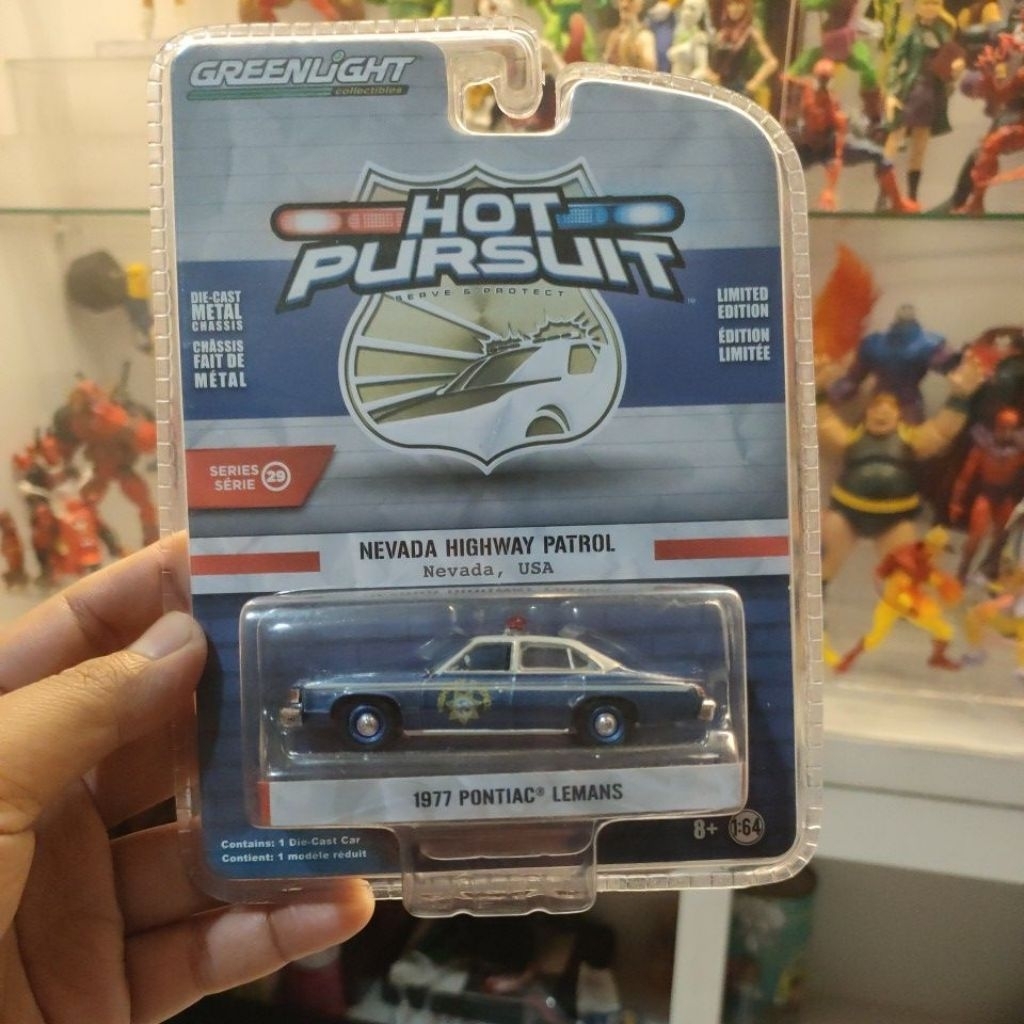 GREENLiGHT
collectibles
HOT
PURSUIT
SERVE & PROTECT
DIE-CAST
METAL
CHASSIS
CHÂSSIS
FAIT DE
MÉTAL
LIMITED
EDITION
ÉDITION
LIMITÉE
SERIES
SÉRIE
29
NEVADA HIGHWAY PATROL
Nevada, USA
1977 PONTIAC® LEMANS
Contains: 1 Die-Cast Car
Contient: 1 modèle réduit
8+
1:64